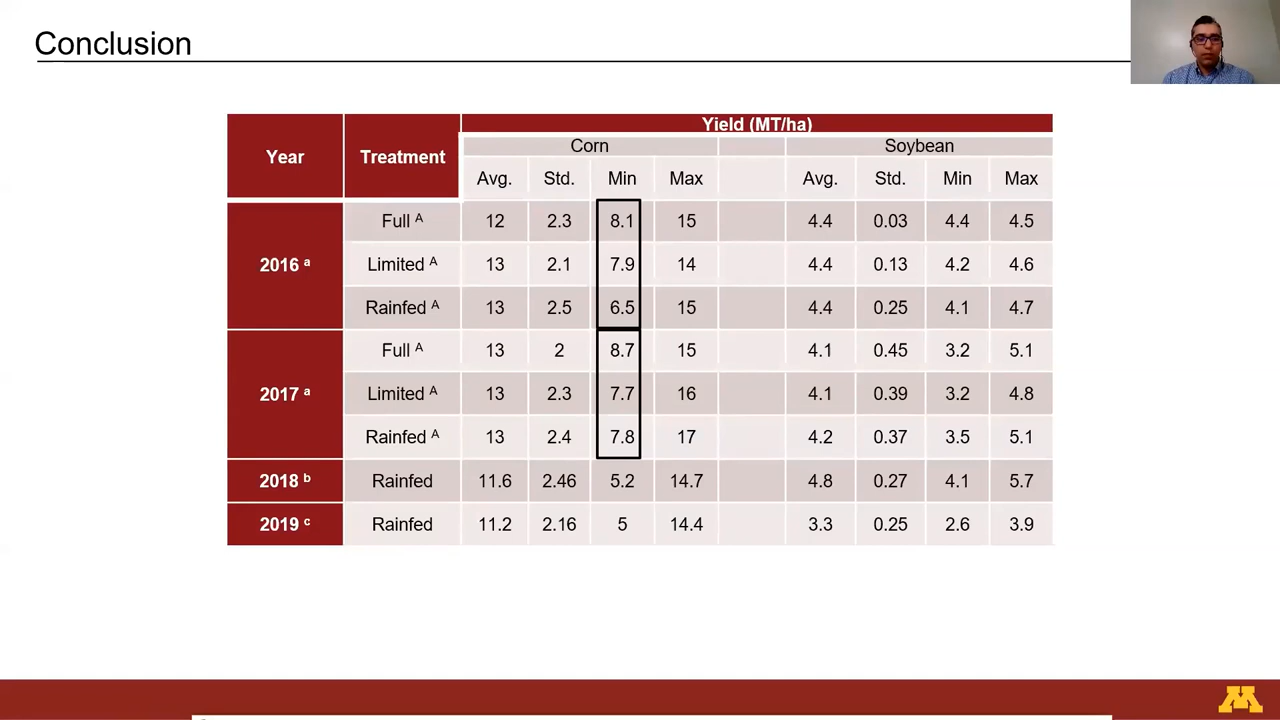 Conclusion
Year Treatment Yield (MT/ha)
Corn Soybean
Avg. Std. Min Max Avg. Std. Min Max
2016 a Full A 12 2.3 8.1 15 4.4 0.03 4.4 4.5
Limited A 13 2.1 7.9 14 4.4 0.13 4.2 4.6
Rainfed A 13 2.5 6.5 15 4.4 0.25 4.1 4.7
2017 a Full A 13 2 8.7 15 4.1 0.45 3.2 5.1
Limited A 13 2.3 7.7 16 4.1 0.39 3.2 4.8
Rainfed A 13 2.4 7.8 17 4.2 0.37 3.5 5.1
2018 b Rainfed 11.6 2.46 5.2 14.7 4.8 0.27 4.1 5.7
2019 c Rainfed 11.2 2.16 5 14.4 3.3 0.25 2.6 3.9
M